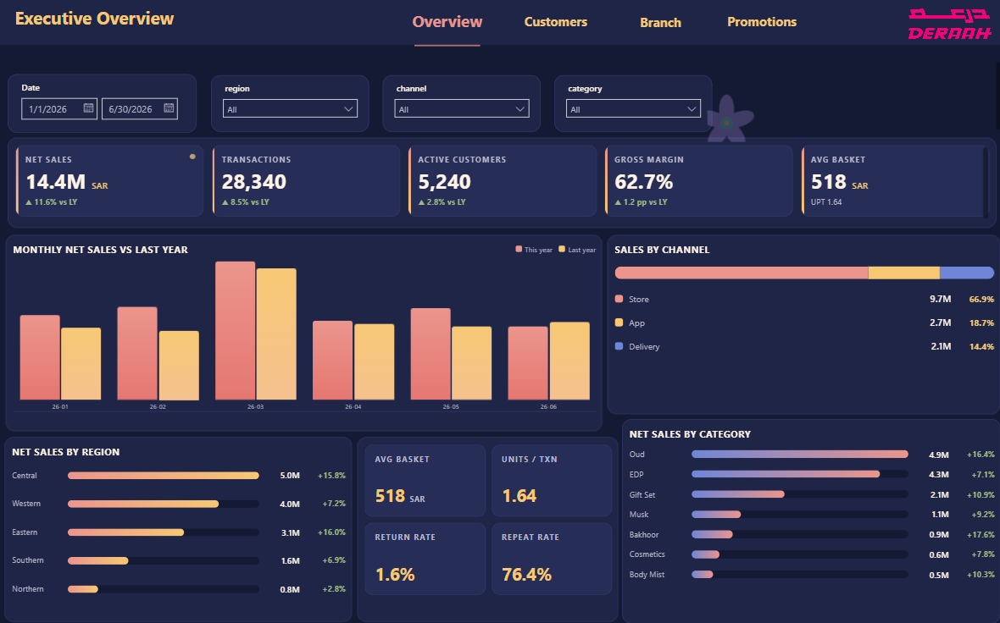 Executive Overview
Overview
Customers
Branch
Promotions
درعه
DERAAH
Date
1/1/2026
6/30/2026
region
All
channel
All
category
All
NET SALES
14.4M SAR
▲ 11.6% vs LY
TRANSACTIONS
28,340
▲ 8.5% vs LY
ACTIVE CUSTOMERS
5,240
▲ 2.8% vs LY
GROSS MARGIN
62.7%
▲ 1.2 pp vs LY
AVG BASKET
518 SAR
UPT 1.64
MONTHLY NET SALES VS LAST YEAR
This year
Last year
26-01
26-02
26-03
26-04
26-05
26-06
SALES BY CHANNEL
Store 9.7M 66.9%
App 2.7M 18.7%
Delivery 2.1M 14.4%
NET SALES BY REGION
Central 5.0M +15.8%
Western 4.0M +7.2%
Eastern 3.1M +16.0%
Southern 1.6M +6.9%
Northern 0.8M +2.8%
AVG BASKET
518 SAR
UNITS / TXN
1.64
RETURN RATE
1.6%
REPEAT RATE
76.4%
NET SALES BY CATEGORY
Oud 4.9M +16.4%
EDP 4.3M +7.1%
Gift Set 2.1M +10.9%
Musk 1.1M +9.2%
Bakhoor 0.9M +17.6%
Cosmetics 0.6M +7.8%
Body Mist 0.5M +10.3%